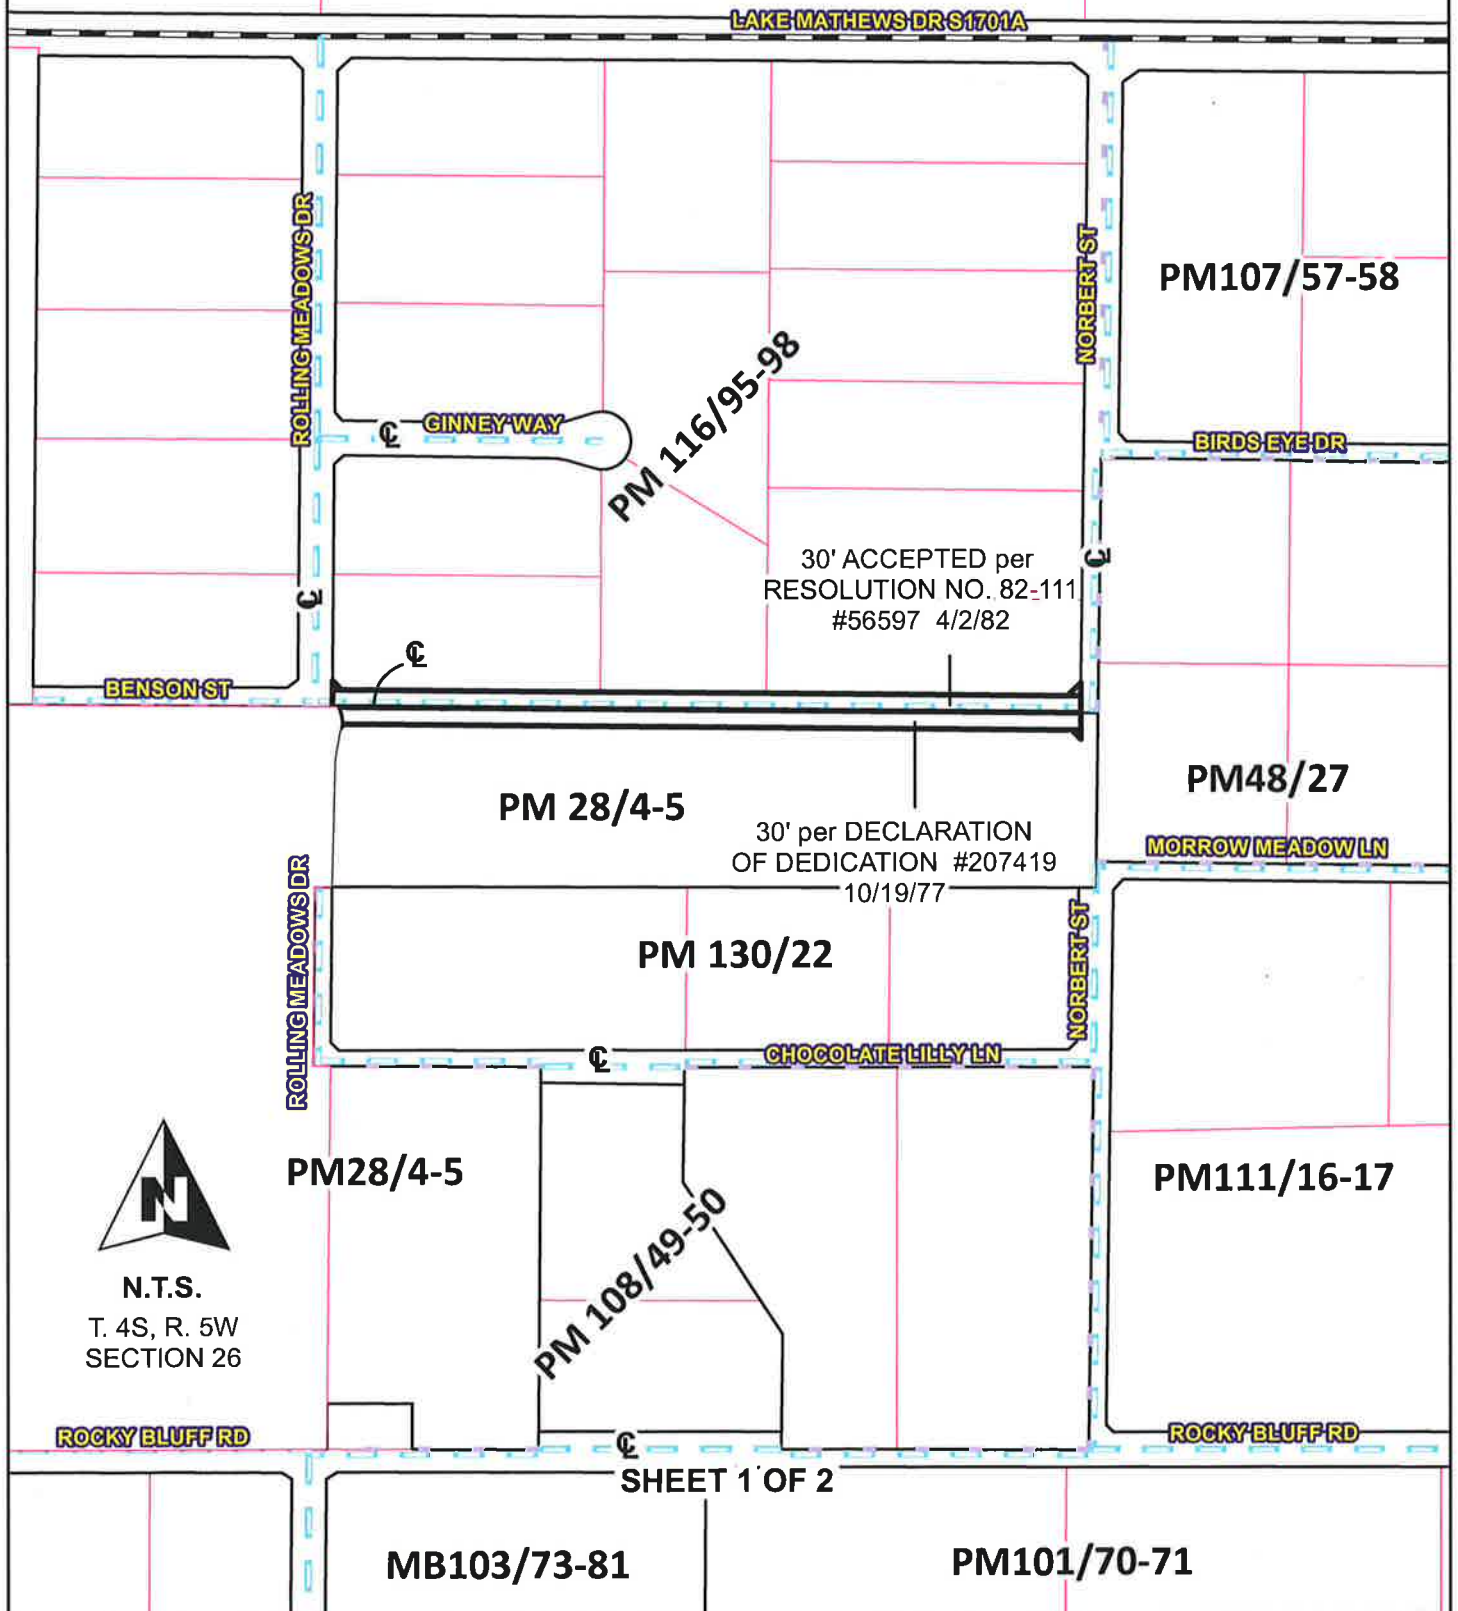 LAKE MATHEWS DR S1701A
ROLLING MEADOWS DR
NORBERT ST
PM107/57-58
PM 116/95-98
℄
GINNEY WAY
BIRDS EYE DR
30' ACCEPTED per
RESOLUTION NO. 82-111
#56597 4/2/82
℄
℄
℄
BENSON ST
PM 28/4-5
PM48/27
30' per DECLARATION
OF DEDICATION #207419
10/19/77
MORROW MEADOW LN
ROLLING MEADOWS DR
NORBERT ST
PM 130/22
℄
CHOCOLATE LILLY LN
N
PM28/4-5
PM 108/49-50
PM111/16-17
N.T.S.
T. 4S, R. 5W
SECTION 26
ROCKY BLUFF RD
℄
ROCKY BLUFF RD
SHEET 1 OF 2
MB103/73-81
PM101/70-71